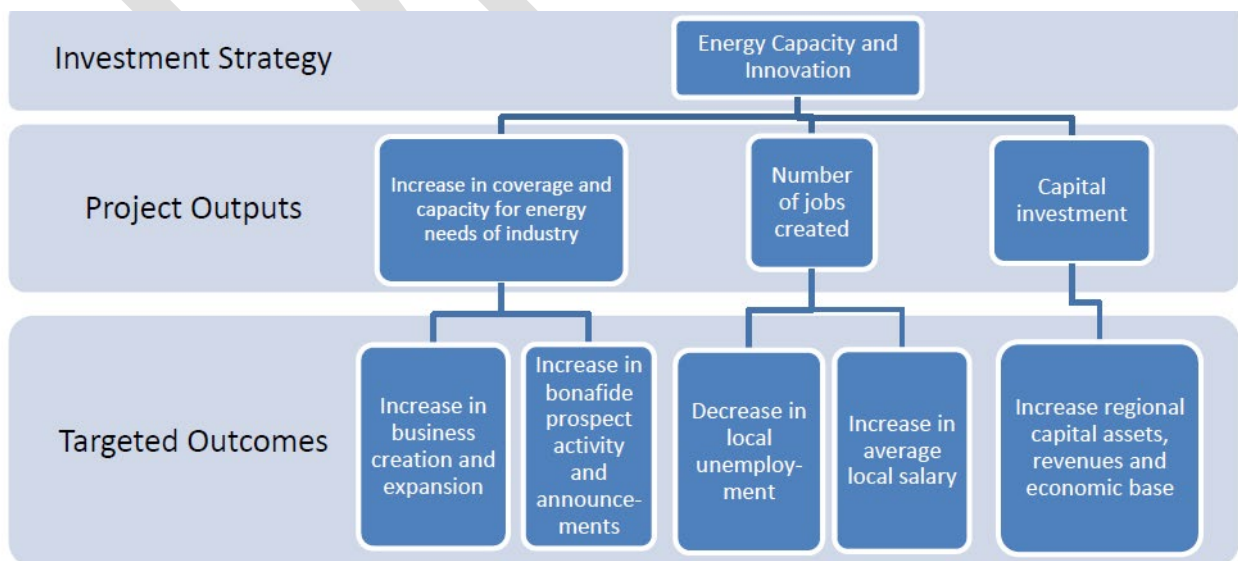 Investment Strategy
Energy Capacity and
Innovation
Project Outputs
Increase in coverage and
capacity for energy
needs of industry
Number
of jobs
created
Capital
investment
Targeted Outcomes
Increase in
business
creation and
expansion
Increase in
bonafide
prospect
activity
and
announce-
ments
Decrease in
local
unemploy-
ment
Increase in
average
local salary
Increase regional
capital assets,
revenues and
economic base